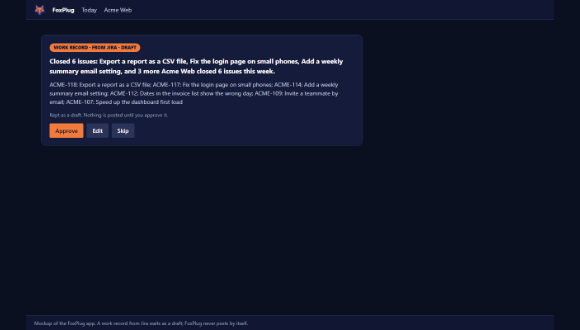 FoxPlug Today Acme Web
WORK RECORD · FROM JIRA · DRAFT
Closed 6 issues: Export a report as a CSV file, Fix the login page on small phones, Add a weekly
summary email setting, and 3 more Acme Web closed 6 issues this week.
ACME-118: Export a report as a CSV file; ACME-117: Fix the login page on small phones; ACME-114: Add a weekly
summary email setting; ACME-112: Dates in the invoice list show the wrong day; ACME-109: Invite a teammate by
email; ACME-107: Speed up the dashboard first load
Kept as a draft. Nothing is posted until you approve it.
Approve Edit Skip
Mockup of the FoxPlug app. A work record from Jira waits as a draft; FoxPlug never posts by itself.